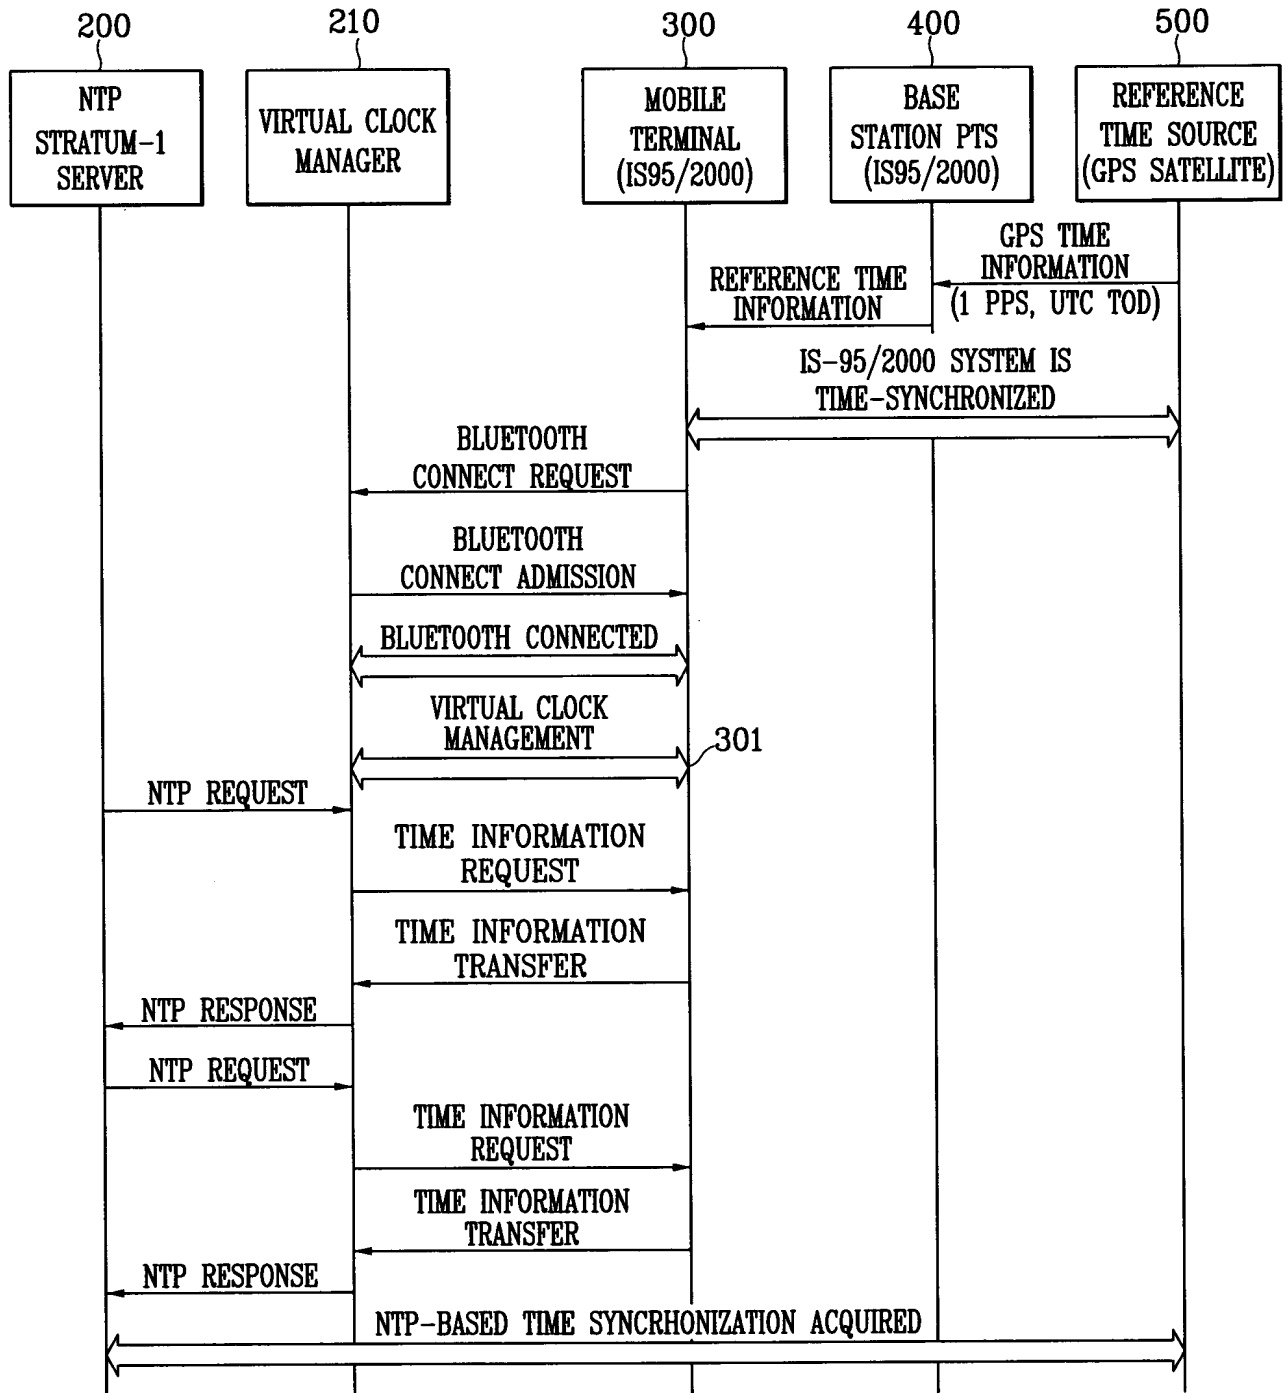 200
210
300
400
500
NTP
STRATUM-1
SERVER
VIRTUAL CLOCK
MANAGER
MOBILE
TERMINAL
(IS95/2000)
BASE
STATION PTS
(IS95/2000)
REFERENCE
TIME SOURCE
(GPS SATELLITE)
GPS TIME
INFORMATION
(1 PPS, UTC TOD)
REFERENCE TIME
INFORMATION
IS-95/2000 SYSTEM IS
TIME-SYNCHRONIZED
BLUETOOTH
CONNECT REQUEST
BLUETOOTH
CONNECT ADMISSION
BLUETOOTH CONNECTED
VIRTUAL CLOCK
MANAGEMENT
301
NTP REQUEST
TIME INFORMATION
REQUEST
TIME INFORMATION
TRANSFER
NTP RESPONSE
NTP REQUEST
TIME INFORMATION
REQUEST
TIME INFORMATION
TRANSFER
NTP RESPONSE
NTP-BASED TIME SYNCRHONIZATION ACQUIRED